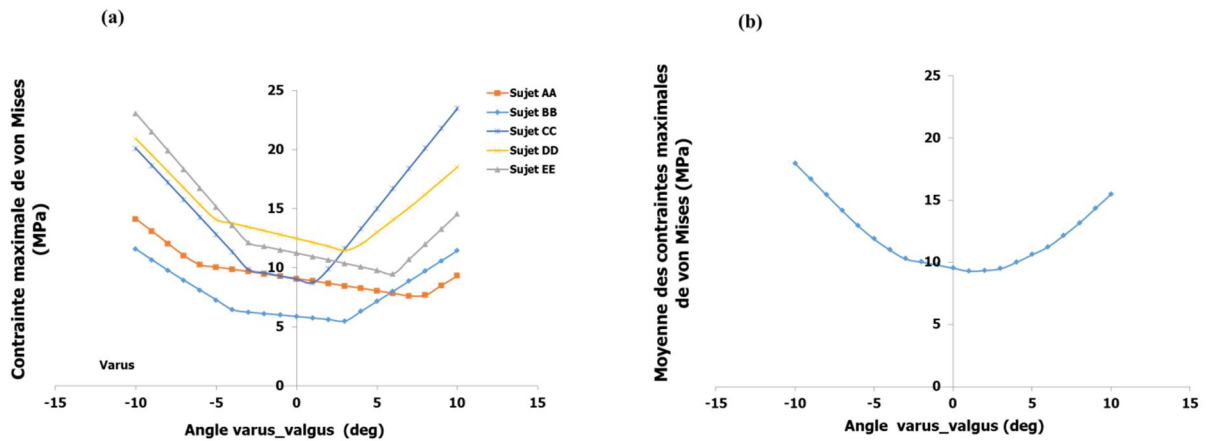 (a)
Contrainte maximale de von Mises
(MPa)
25
20
15
10
5
0
-15
-10
-5
0
5
10
15
Varus
Angle varus_valgus (deg)
Sujet AA
Sujet BB
Sujet CC
Sujet DD
Sujet EE
(b)
Moyenne des contraintes maximales
de von Mises (MPa)
25
20
15
10
5
0
-15
-10
-5
0
5
10
15
Angle varus_valgus (deg)